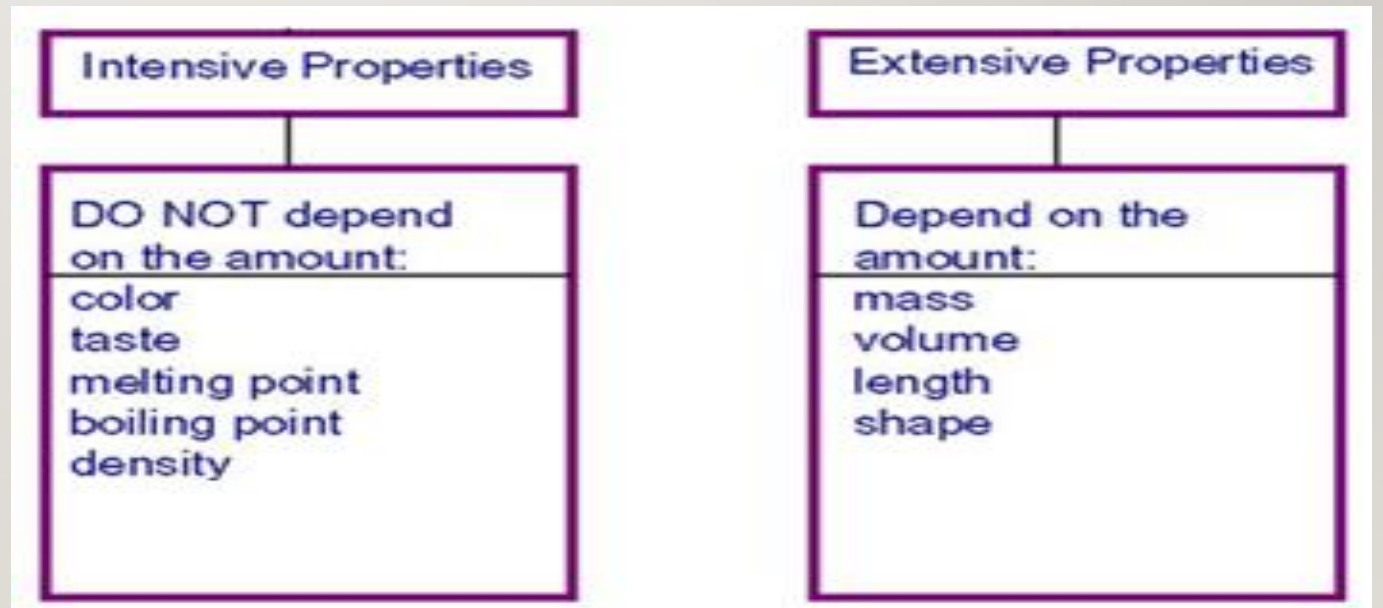 Intensive Properties
DO NOT depend
on the amount:
color
taste
melting point
boiling point
density
Extensive Properties
Depend on the
amount:
mass
volume
length
shape